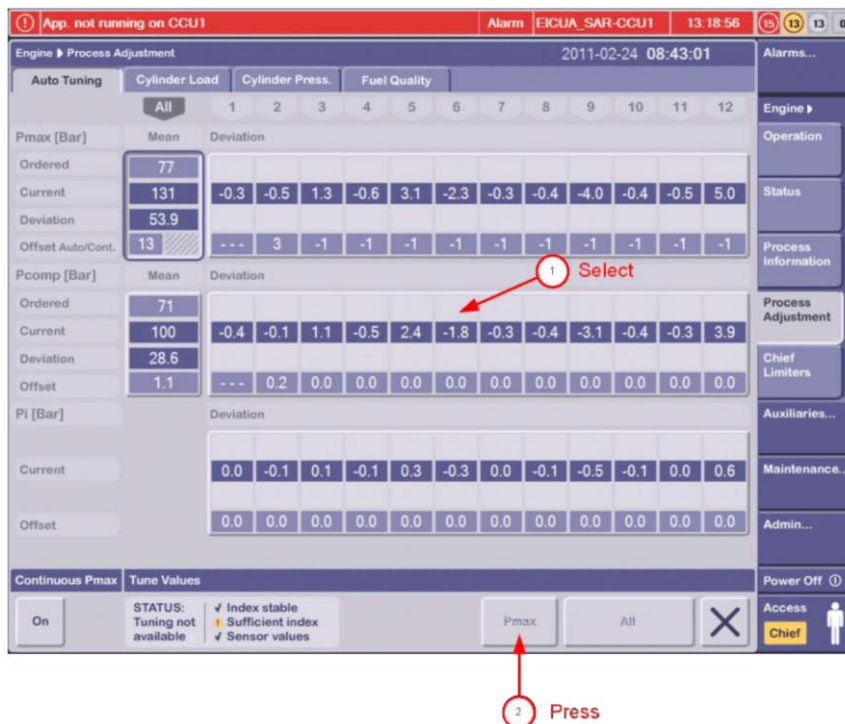 App. not running on CCU1 Alarm EICUA_SAR-CCU1 13:18:56 15 13 13 0
Engine Process Adjustment 2011-02-24 08:43:01 Alarms...
Auto Tuning Cylinder Load Cylinder Press. Fuel Quality
All 1 2 3 4 5 6 7 8 9 10 11 12 Engine
Pmax [Bar] Mean Deviation Operation
Ordered 77
Current 131 -0.3 -0.5 1.3 -0.6 3.1 -2.3 -0.3 -0.4 -4.0 -0.4 -0.5 5.0 Status
Deviation 53.9
Offset Auto/Cont. 13 --- 3 -1 -1 -1 -1 -1 -1 -1 -1 -1 -1 Process
Information
1 Select
Pcomp [Bar] Mean Deviation
Ordered 71 Process
Adjustment
Current 100 -0.4 -0.1 1.1 -0.5 2.4 -1.8 -0.3 -0.4 -3.1 -0.4 -0.3 3.9
Deviation 28.6 Chief
Limiters
Offset 1.1 --- 0.2 0.0 0.0 0.0 0.0 0.0 0.0 0.0 0.0 0.0 0.0
Pi [Bar] Deviation Auxiliaries...
Current 0.0 -0.1 0.1 -0.1 0.3 -0.3 0.0 -0.1 -0.5 -0.1 0.0 0.6 Maintenance..
Offset 0.0 0.0 0.0 0.0 0.0 0.0 0.0 0.0 0.0 0.0 0.0 0.0 Admin...
Continuous Pmax Tune Values Power Off
On STATUS: Tuning not available
Index stable
Sufficient index
Sensor values
Pmax All
Access
Chief
2 Press